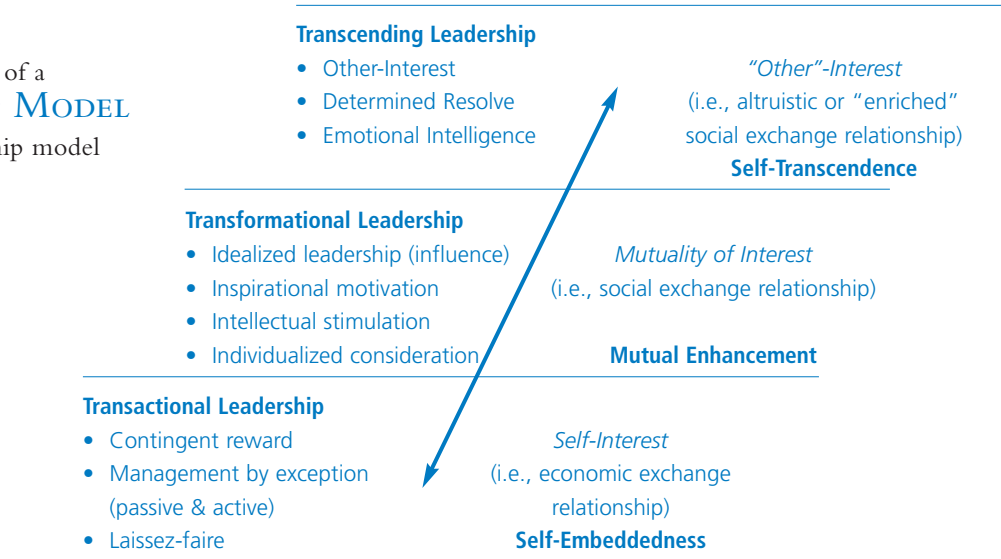 of a
MODEL
ip model
Transcending Leadership
• Other-Interest
• Determined Resolve
• Emotional Intelligence
"Other"-Interest
(i.e., altruistic or “enriched”
social exchange relationship)
Self-Transcendence
Transformational Leadership
• Idealized leadership (influence)
• Inspirational motivation
• Intellectual stimulation
• Individualized consideration
Mutuality of Interest
(i.e., social exchange relationship)
Mutual Enhancement
Transactional Leadership
• Contingent reward
• Management by exception
(passive & active)
• Laissez-faire
Self-Interest
(i.e., economic exchange
relationship)
Self-Embeddedness